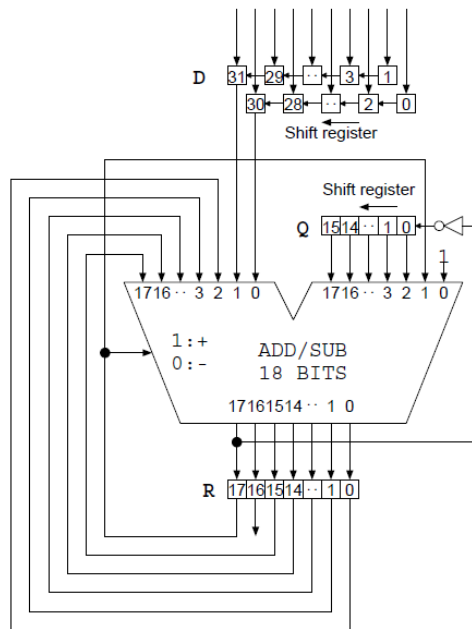 D 31 29 ·· 3 1
30 28 ·· 2 0
Shift register
Shift register
Q 15 14 ·· 1 0
1
17 16 ·· 3 2 1 0 17 16 ·· 3 2 1 0
1:+
0:-
ADD/SUB
18 BITS
17 16 15 14 ·· 1 0
R 17 16 15 14 ·· 1 0